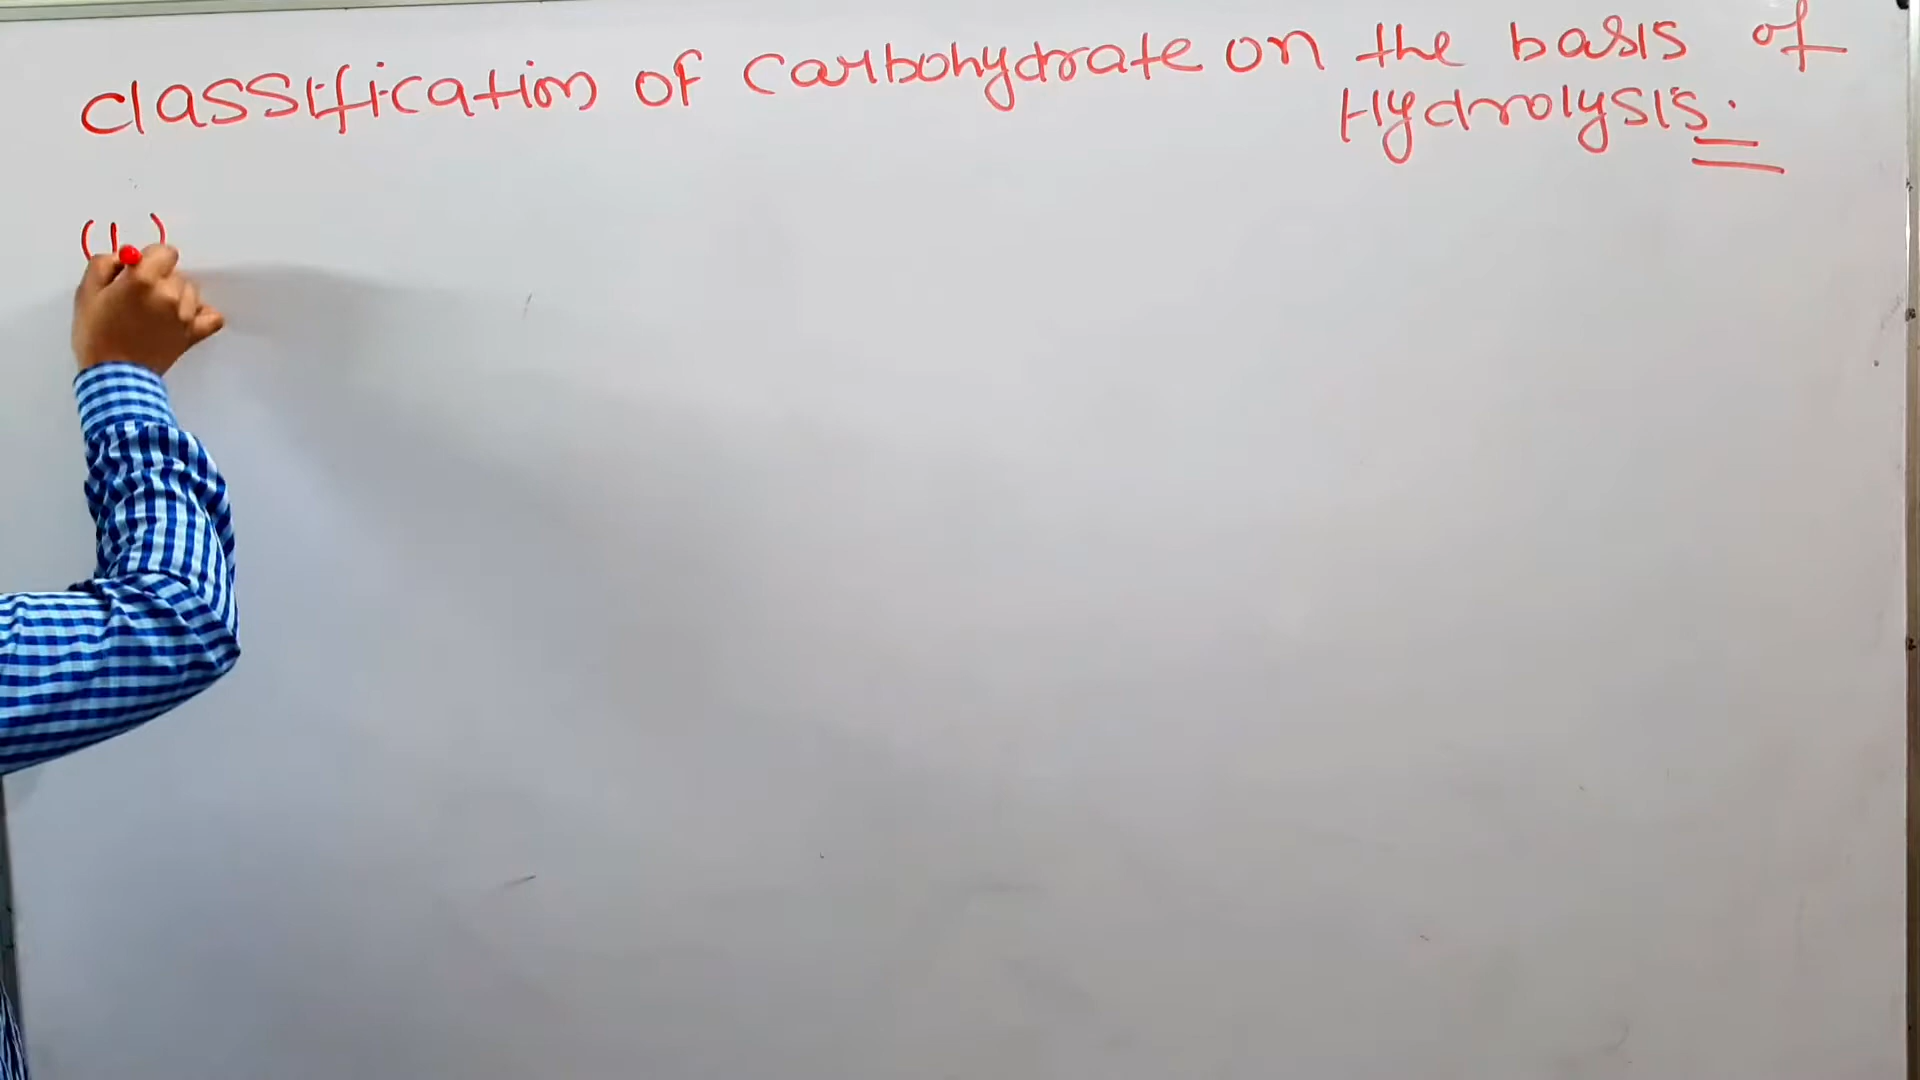 Classification of Carbohydrate on the basis of
Hydrolysis.
(1)